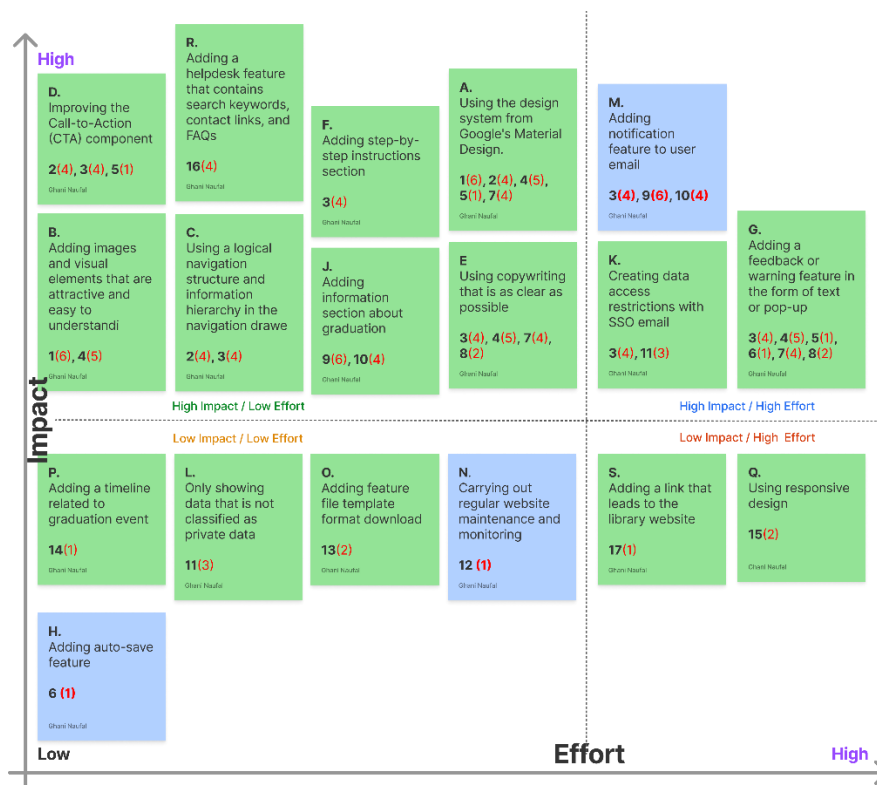 High
Impact
D.
Improving the
Call-to-Action
(CTA) component
2(4), 3(4), 5(1)
Ghani Naufal
R.
Adding a
helpdesk feature
that contains
search keywords,
contact links, and
FAQs
16(4)
Ghani Naufal
F.
Adding step-by-
step instructions
section
3(4)
Ghani Naufal
A.
Using the design
system from
Google's Material
Design.
1(6), 2(4), 4(5),
5(1), 7(4)
Ghani Naufal
M.
Adding
notification
feature to user
email
3(4), 9(6), 10(4)
Ghani Naufal
B.
Adding images
and visual
elements that are
attractive and
easy to
understandi
1(6), 4(5)
Ghani Naufal
C.
Using a logical
navigation
structure and
information
hierarchy in the
navigation drawe
2(4), 3(4)
Ghani Naufal
J.
Adding
information
section about
graduation
9(6), 10(4)
Ghani Naufal
E
Using copywriting
that is as clear as
possible
3(4), 4(5), 7(4),
8(2)
Ghani Naufal
K.
Creating data
access
restrictions with
SSO email
3(4), 11(3)
Ghani Naufal
G.
Adding a
feedback or
warning feature in
the form of text
or pop-up
3(4), 4(5), 5(1),
6(1), 7(4), 8(2)
Ghani Naufal
High Impact / Low Effort
High Impact / High Effort
Low Impact / Low Effort
Low Impact / High Effort
P.
Adding a timeline
related to
graduation event
14(1)
Ghani Naufal
L.
Only showing
data that is not
classified as
private data
11(3)
Ghani Naufal
O.
Adding feature
file template
format download
13(2)
Ghani Naufal
N.
Carrying out
regular website
maintenance and
monitoring
12 (1)
Ghani Naufal
S.
Adding a link that
leads to the
library website
17(1)
Ghani Naufal
Q.
Using responsive
design
15(2)
Ghani Naufal
H.
Adding auto-save
feature
6 (1)
Ghani Naufal
Low
Effort
High